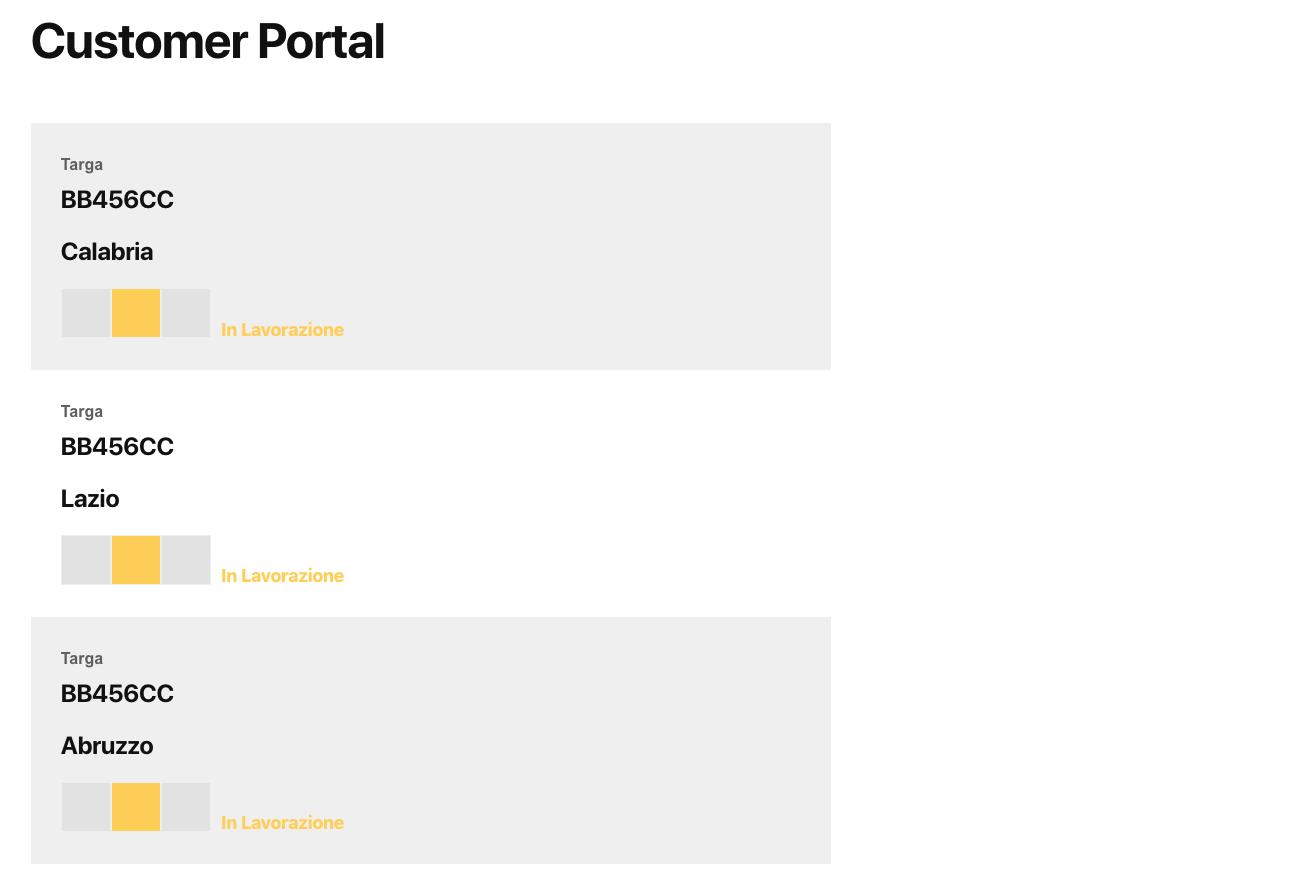 Customer Portal
Targa
BB456CC
Calabria
In Lavorazione
Targa
BB456CC
Lazio
In Lavorazione
Targa
BB456CC
Abruzzo
In Lavorazione